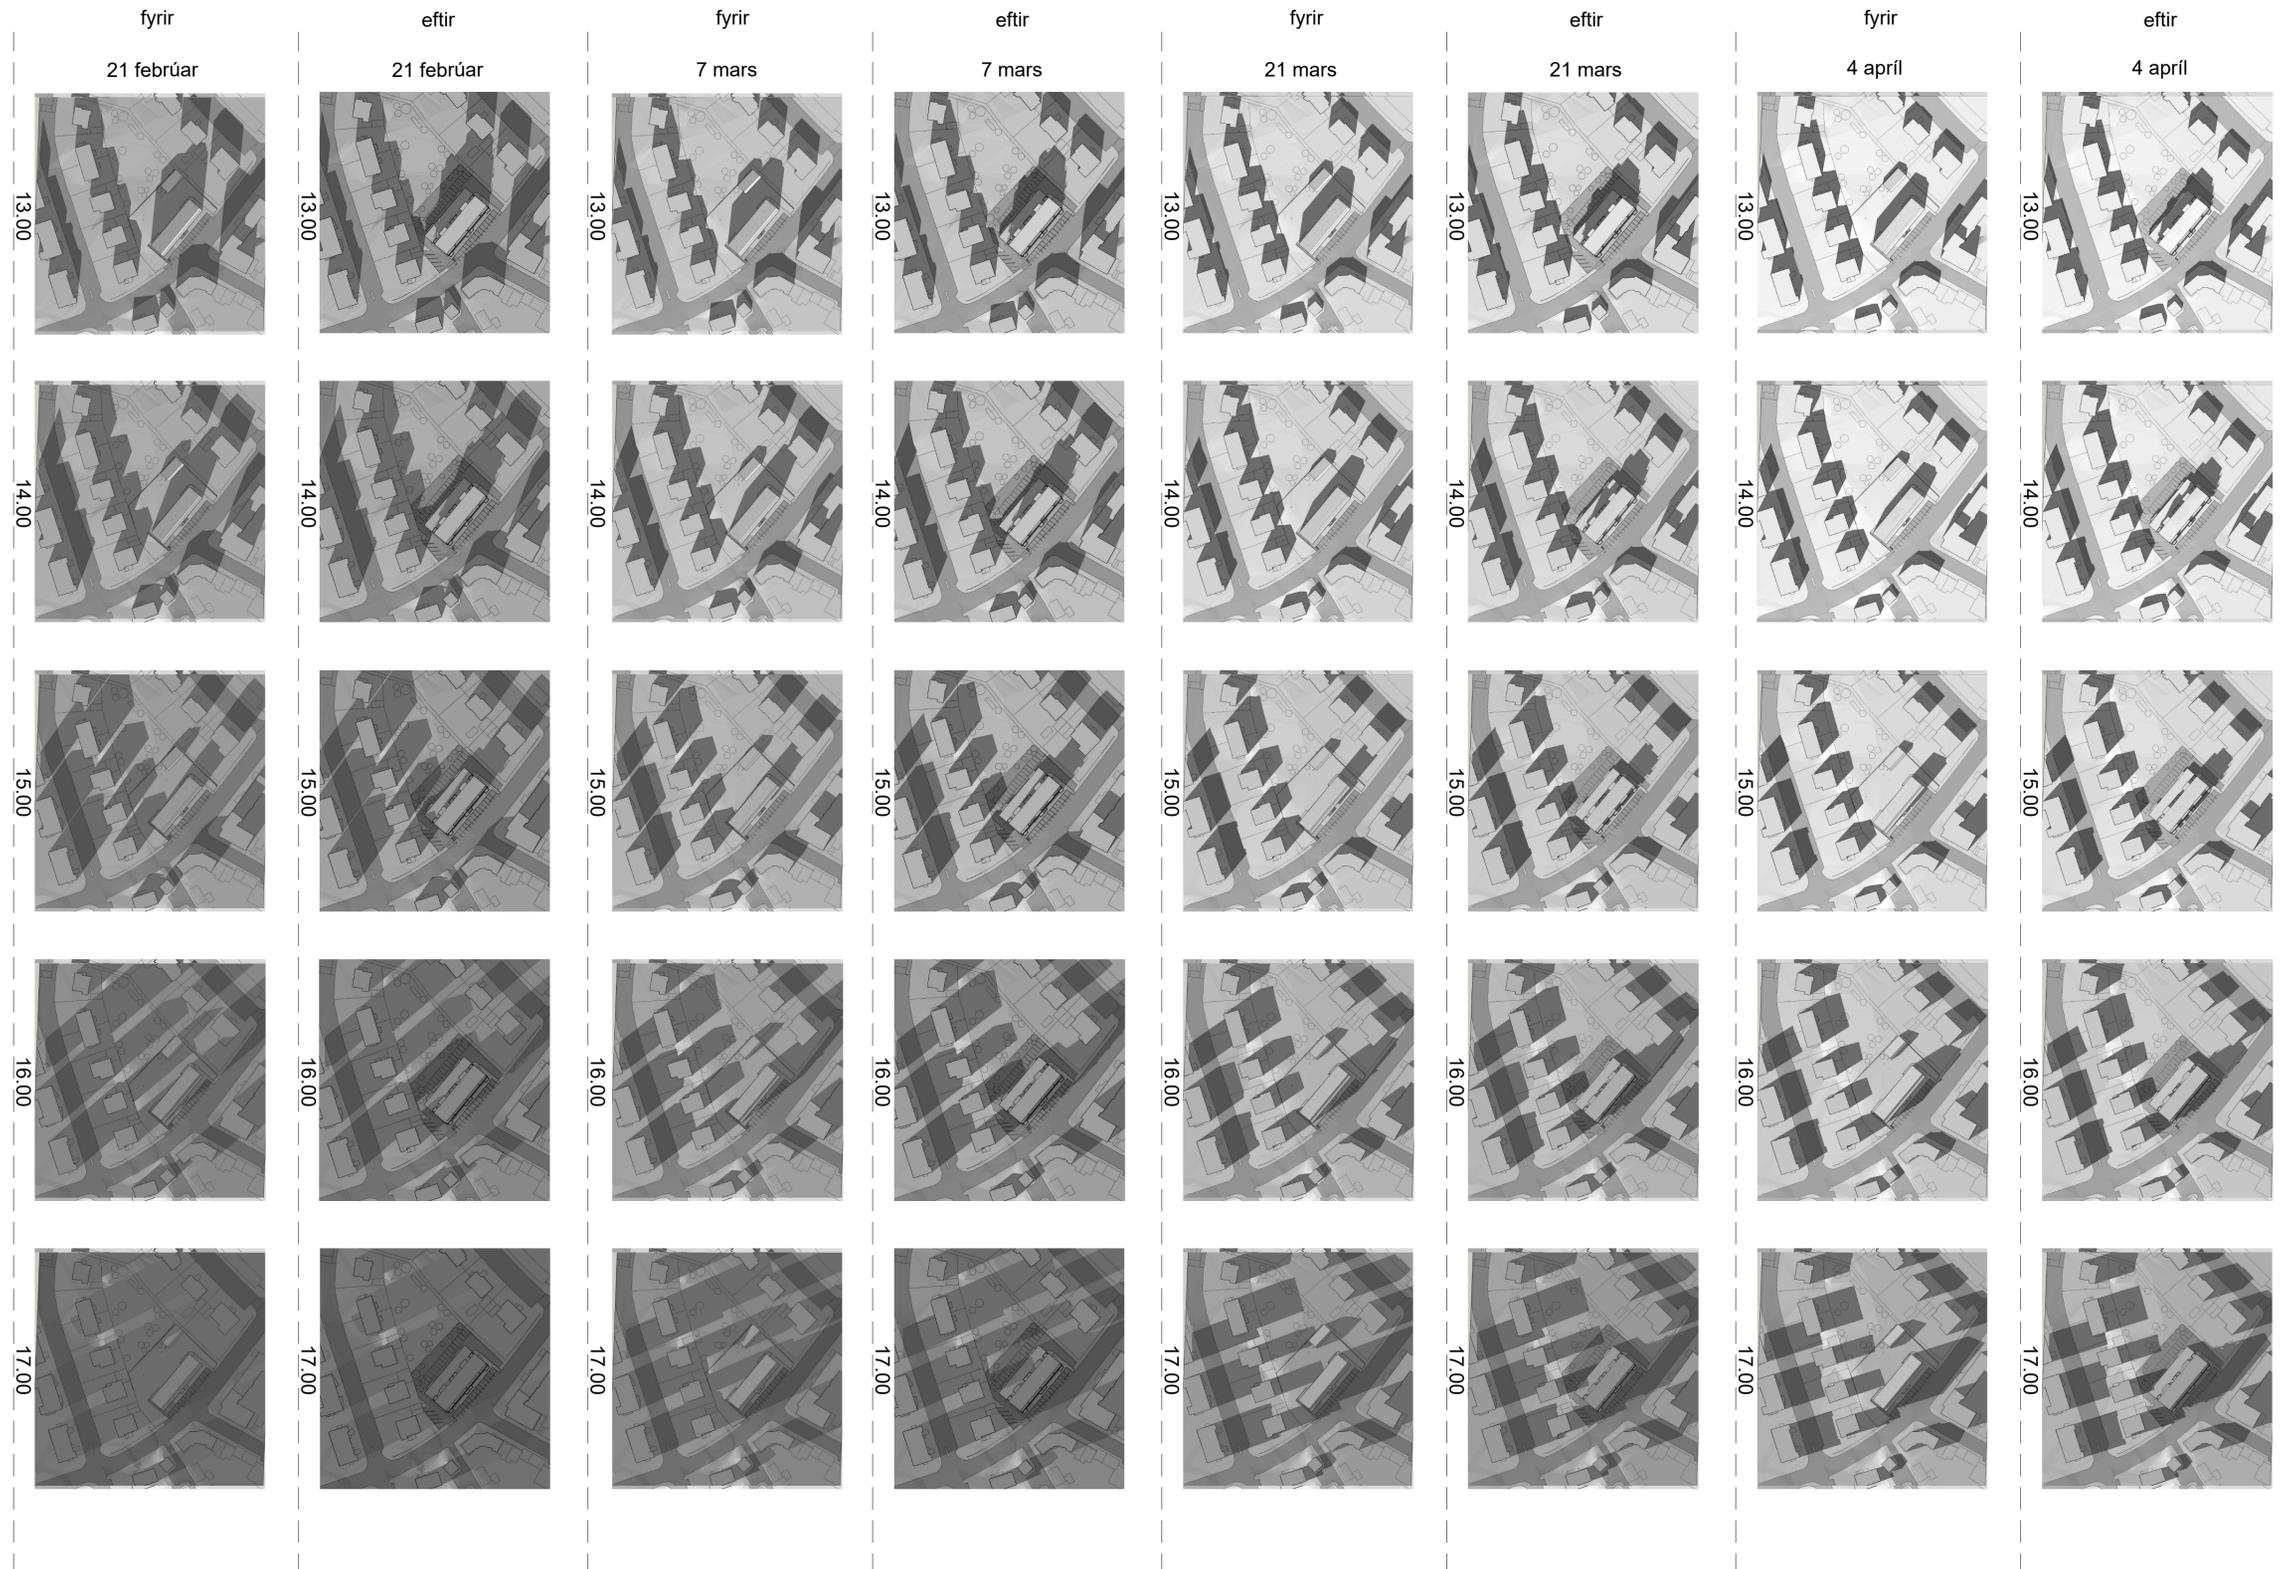 fyrir eftir fyrir eftir fyrir eftir fyrir eftir
21 febrúar 21 febrúar 7 mars 7 mars 21 mars 21 mars 4 apríl 4 apríl
13.00 13.00 13.00 13.00 13.00 13.00 13.00 13.00
14.00 14.00 14.00 14.00 14.00 14.00 14.00 14.00
15.00 15.00 15.00 15.00 15.00 15.00 15.00 15.00
16.00 16.00 16.00 16.00 16.00 16.00 16.00 16.00
17.00 17.00 17.00 17.00 17.00 17.00 17.00 17.00